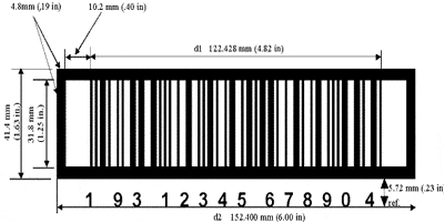 4.8mm (,19 in)
10.2 mm (.40 in)
d1 122.428 mm (4.82 in)
41.4 mm
(1.63 in.)
31.8 mm
(1.25 in.)
5.72 mm (.23 in
ref.
1 93 12345 67890 4
d2 152.400 mm (6.00 in)